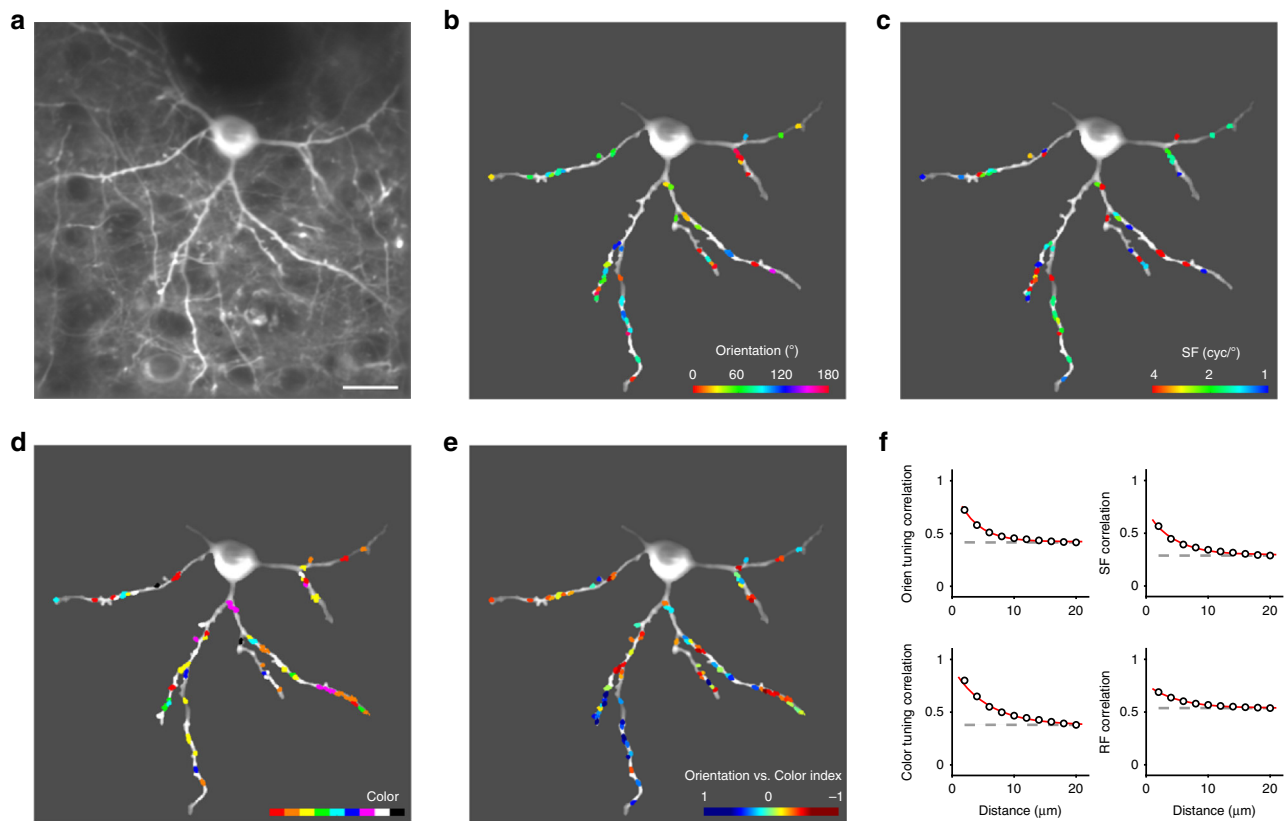 a
b
c
Orientation (°)
0 60 120 180
SF (cyc/°)
4 2 1
d
e
f
Color
Orientation vs. Color index
1 0 −1
Orien tuning correlation
1
0.5
0
0 10 20
SF correlation
1
0.5
0
0 10 20
Color tuning correlation
1
0.5
0
0 10 20
Distance (μm)
RF correlation
1
0.5
0
0 10 20
Distance (μm)